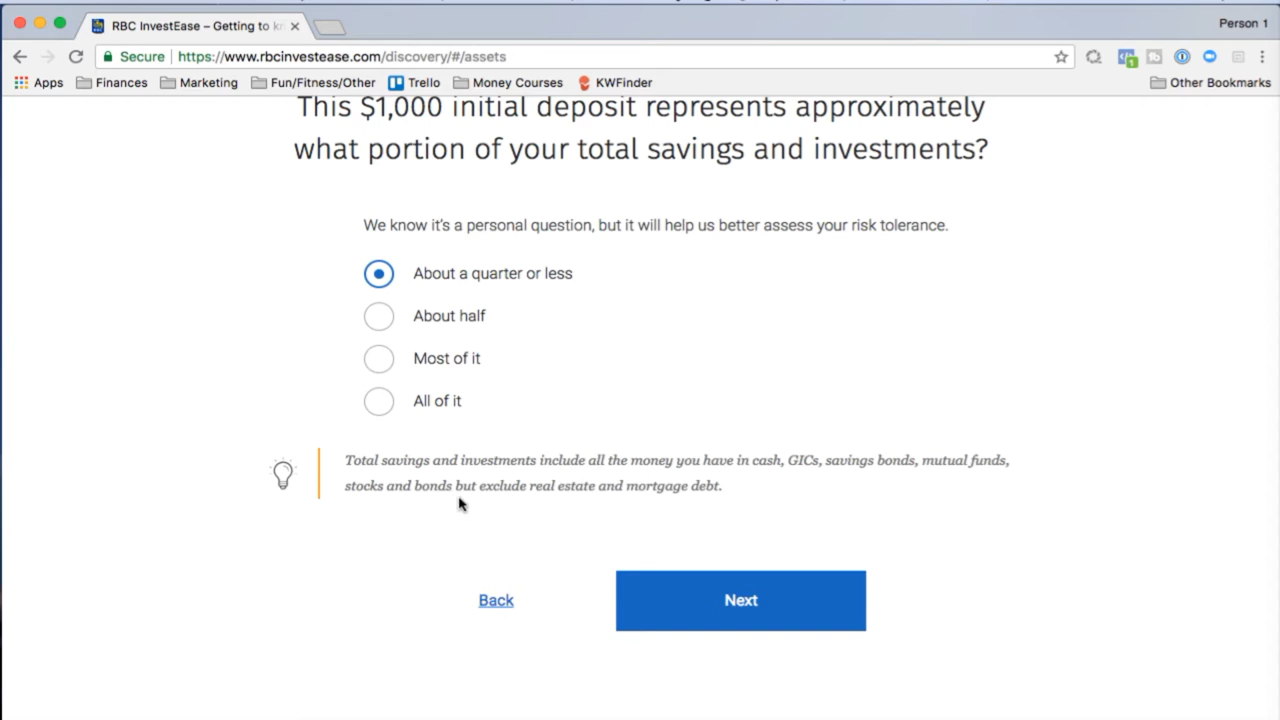 RBC InvestEase – Getting to kn
Person 1
Secure https://www.rbcinvestease.com/discovery/#/assets
Apps Finances Marketing Fun/Fitness/Other Trello Money Courses KWFinder Other Bookmarks
This $1,000 initial deposit represents approximately
what portion of your total savings and investments?
We know it's a personal question, but it will help us better assess your risk tolerance.
About a quarter or less
About half
Most of it
All of it
Total savings and investments include all the money you have in cash, GICs, savings bonds, mutual funds,
stocks and bonds but exclude real estate and mortgage debt.
Back Next